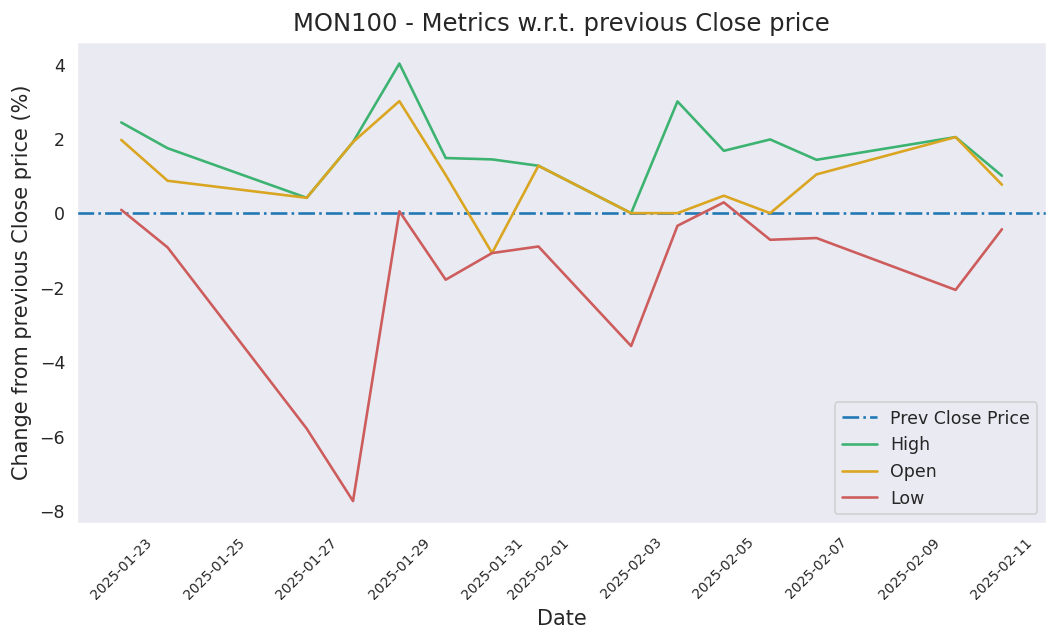 MON100 - Metrics w.r.t. previous Close price
Change from previous Close price (%)
4
2
0
−2
−4
−6
−8
Prev Close Price
High
Open
Low
2025-01-23
2025-01-25
2025-01-27
2025-01-29
2025-01-31
2025-02-01
2025-02-03
2025-02-05
2025-02-07
2025-02-09
2025-02-11
Date